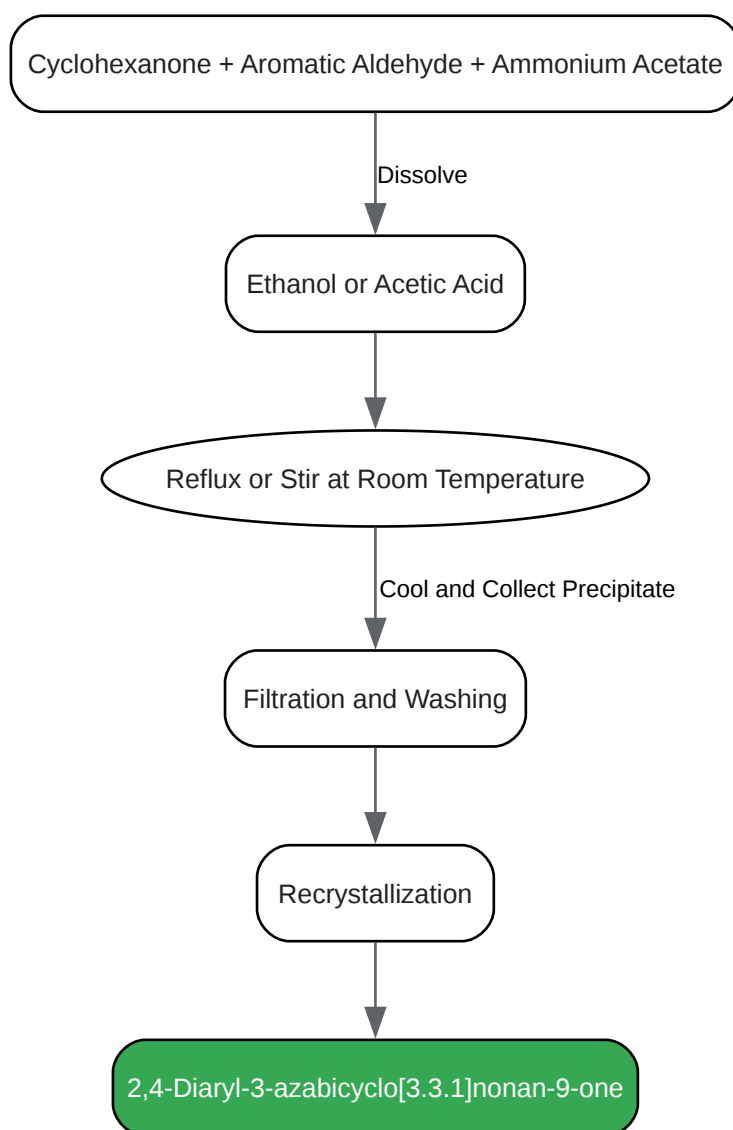 Cyclohexanone + Aromatic Aldehyde + Ammonium Acetate
Dissolve
Ethanol or Acetic Acid
Reflux or Stir at Room Temperature
Cool and Collect Precipitate
Filtration and Washing
Recrystallization
2,4-Diaryl-3-azabicyclo[3.3.1]nonan-9-one